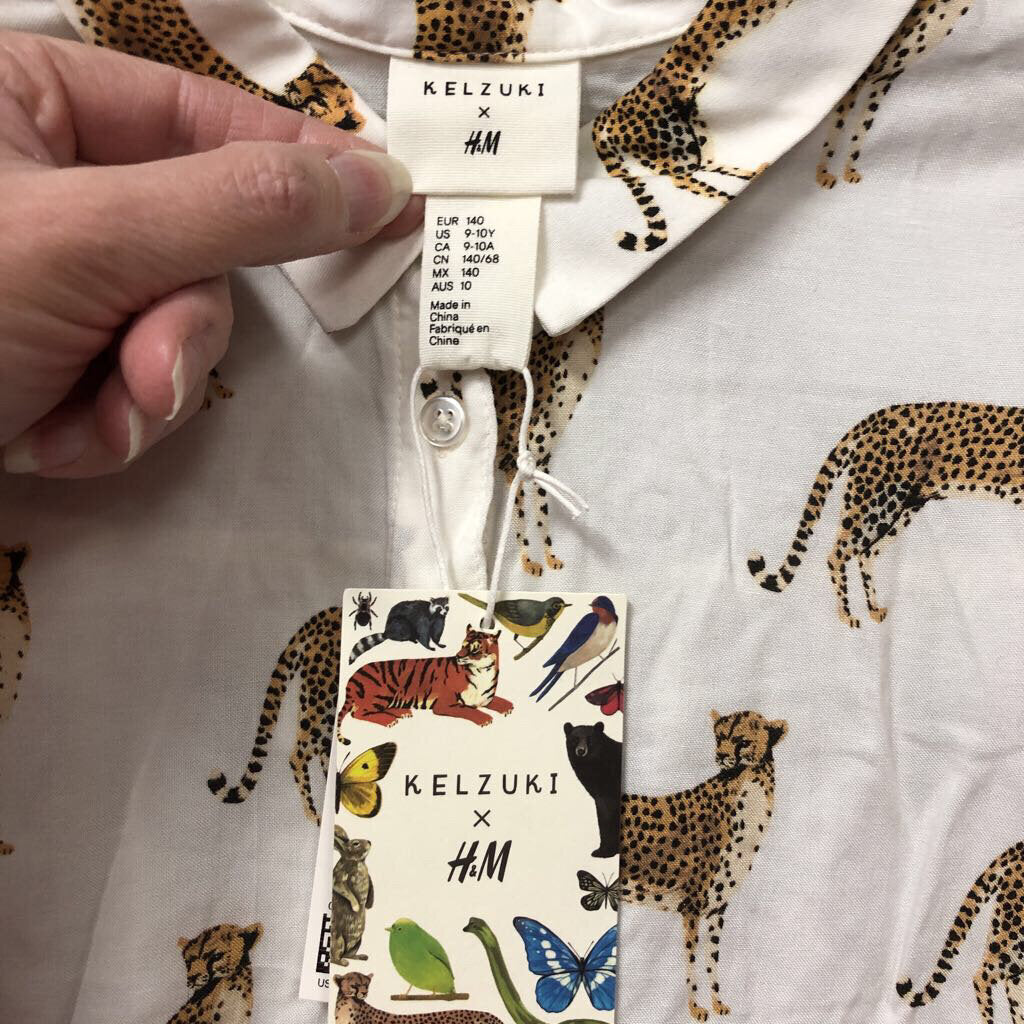 KELZUKI
×
H&M
EUR 140
US 9-10Y
CA 9-10A
CN 140/68
MX 140
AUS 10
Made in
China
Fabriqué en
Chine
KELZUKI
×
H&M
US